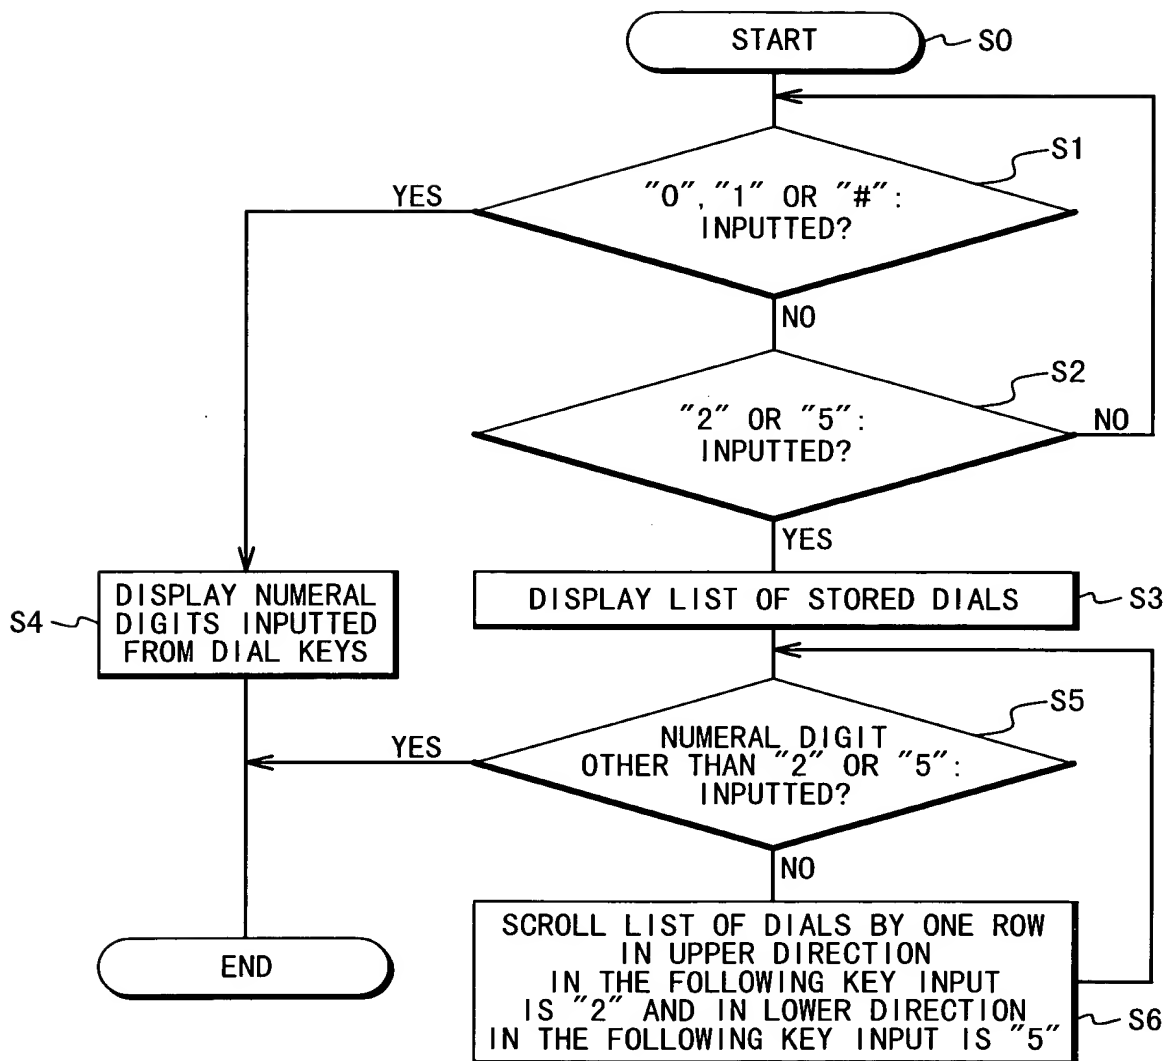 START
S0
S1
YES
"0", "1" OR "#":
INPUTTED?
NO
S2
"2" OR "5":
INPUTTED?
NO
YES
DISPLAY LIST OF STORED DIALS
S3
S4
DISPLAY NUMERAL
DIGITS INPUTTED
FROM DIAL KEYS
S5
YES
NUMERAL DIGIT
OTHER THAN "2" OR "5":
INPUTTED?
NO
SCROLL LIST OF DIALS BY ONE ROW
IN UPPER DIRECTION
IN THE FOLLOWING KEY INPUT
IS "2" AND IN LOWER DIRECTION
IN THE FOLLOWING KEY INPUT IS "5"
S6
END